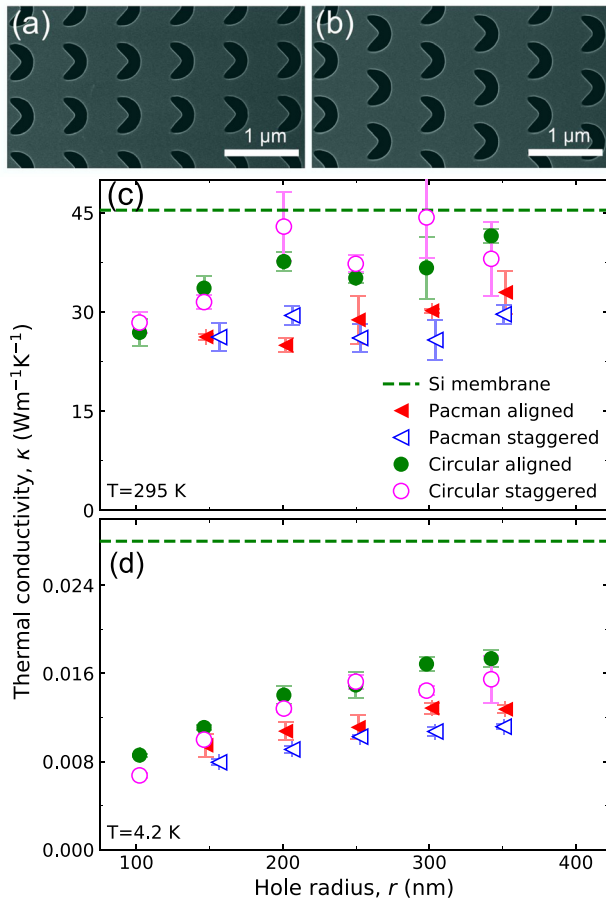 (a)
1 μm
(b)
1 μm
(c)
Thermal conductivity, κ (Wm⁻¹K⁻¹)
45
30
15
0
Si membrane
Pacman aligned
Pacman staggered
Circular aligned
Circular staggered
T=295 K
(d)
0.024
0.016
0.008
0.000
T=4.2 K
100
200
300
400
Hole radius, r (nm)